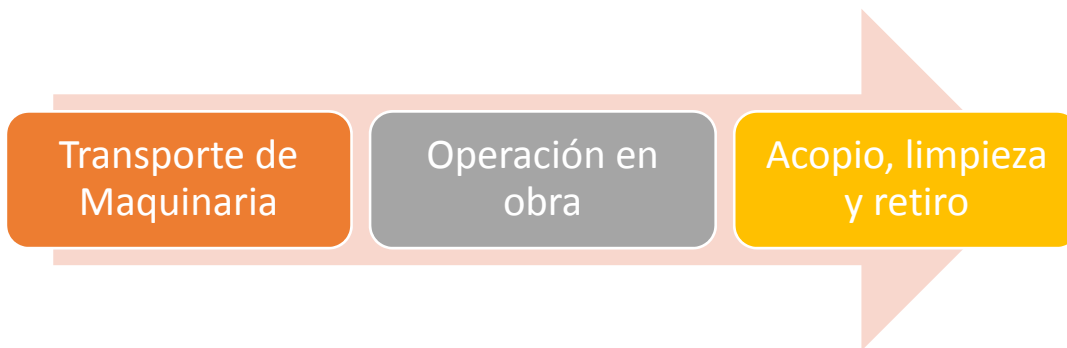 Transporte de
Maquinaria
Operación en
obra
Acopio, limpieza
y retiro